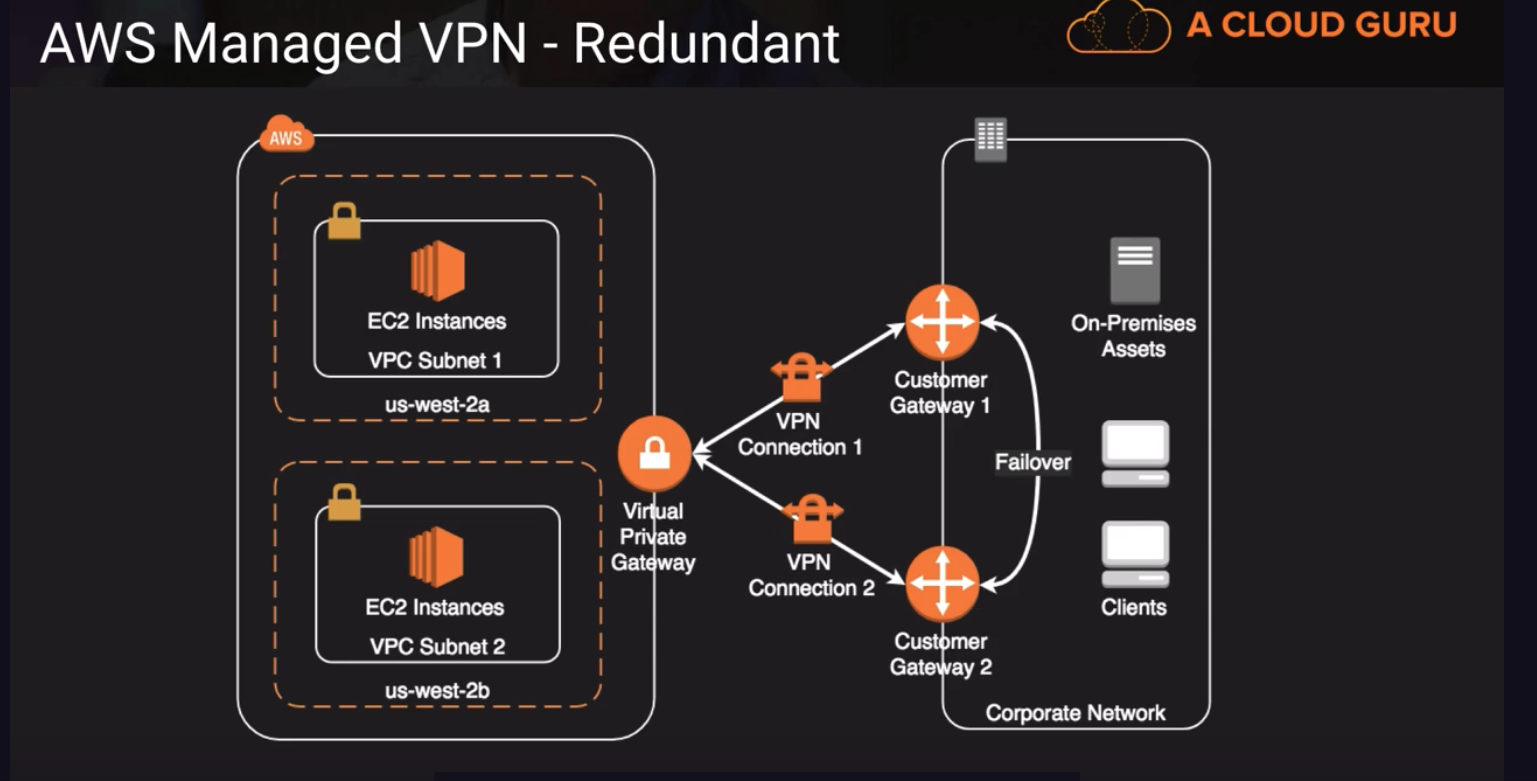 AWS Managed VPN - Redundant
A CLOUD GURU
AWS
EC2 Instances
VPC Subnet 1
us-west-2a
EC2 Instances
VPC Subnet 2
us-west-2b
Virtual
Private
Gateway
VPN
Connection 1
VPN
Connection 2
Customer
Gateway 1
Failover
Customer
Gateway 2
On-Premises
Assets
Clients
Corporate Network